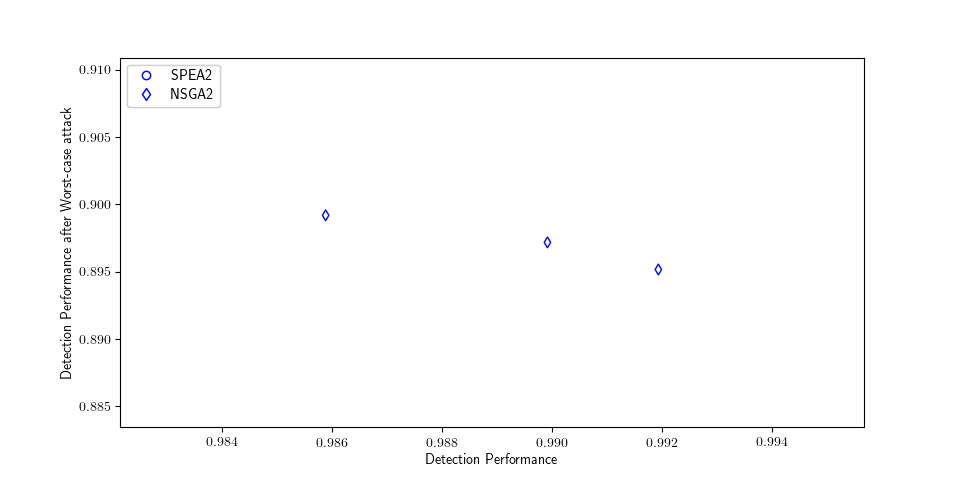 SPEA2
NSGA2
Detection Performance after Worst-case attack
0.910
0.905
0.900
0.895
0.890
0.885
0.984 0.986 0.988 0.990 0.992 0.994
Detection Performance